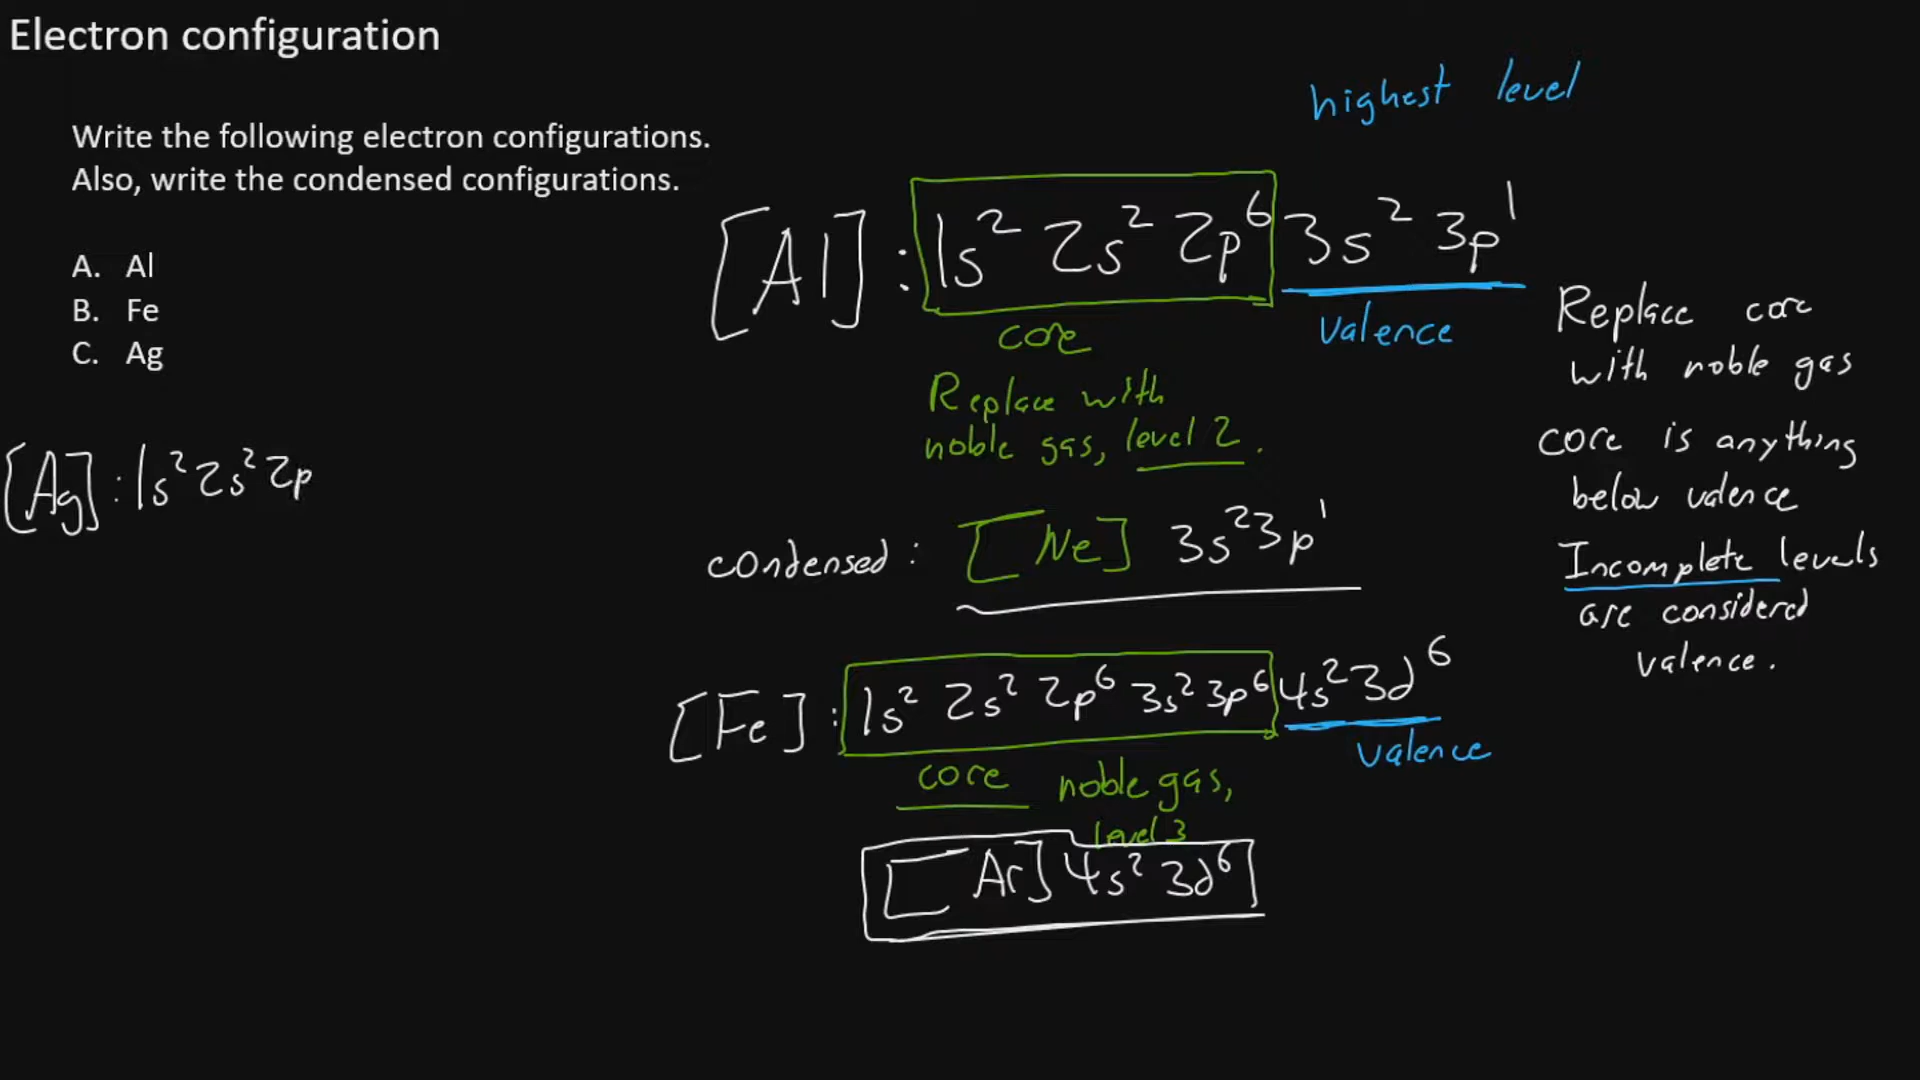 Electron configuration
highest level
Write the following electron configurations.
Also, write the condensed configurations.
A. Al
B. Fe
C. Ag
[Al] : 1s² 2s² 2p⁶ 3s² 3p¹
core
valence
Replace with
noble gas, level 2.
condensed : [Ne] 3s²3p¹
Replace core
with noble gas
core is anything
below valence
Incomplete levels
are considered
valence.
[Ag] : 1s² 2s² 2p
[Fe] : 1s² 2s² 2p⁶ 3s² 3p⁶ 4s² 3d⁶
core noble gas,
level 3
valence
[Ar] 4s² 3d⁶